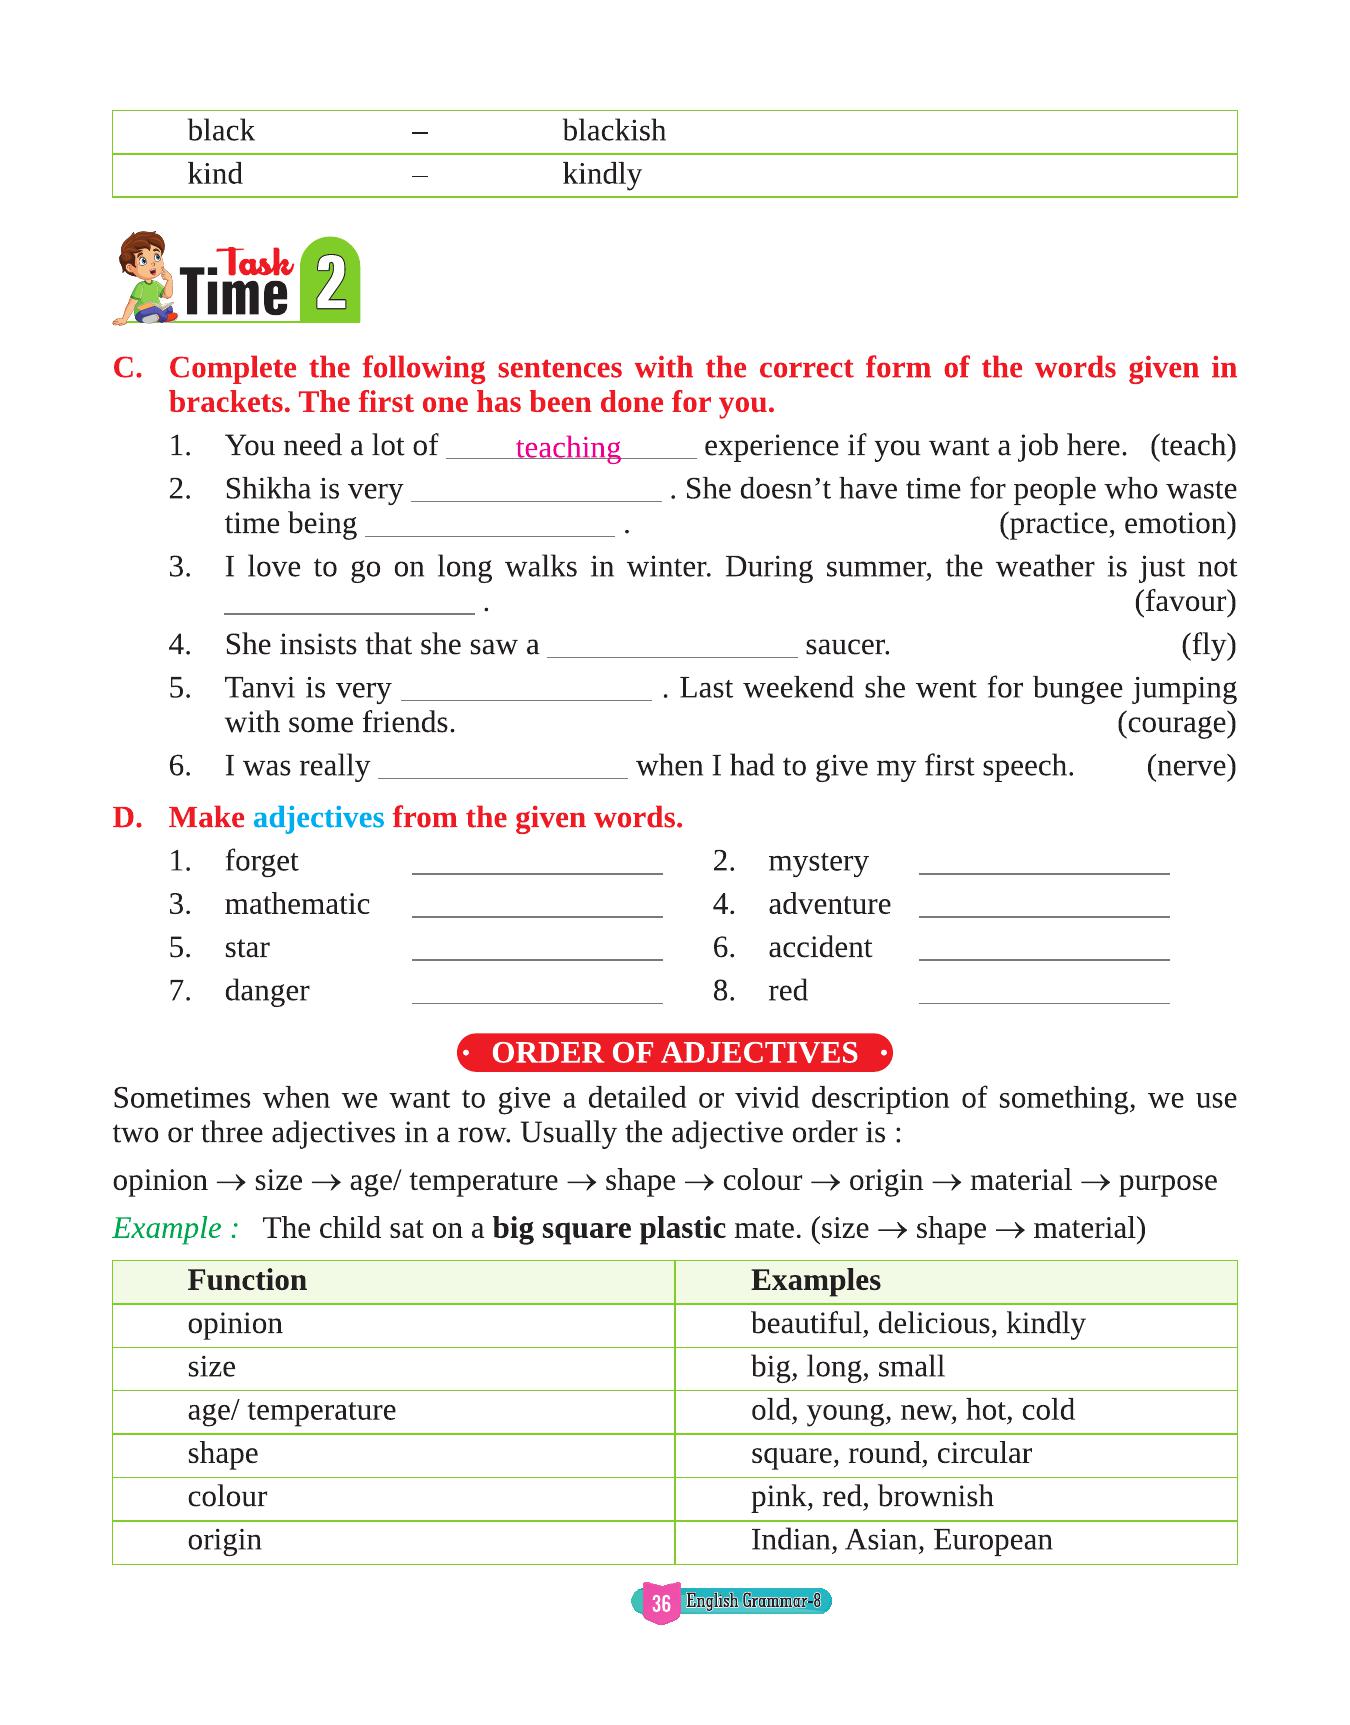 black – blackish
kind – kindly
Task
Time 2
C. Complete the following sentences with the correct form of the words given in
brackets. The first one has been done for you.
1. You need a lot of teaching experience if you want a job here. (teach)
2. Shikha is very ________________ . She doesn’t have time for people who waste
time being ________________ . (practice, emotion)
3. I love to go on long walks in winter. During summer, the weather is just not
________________ . (favour)
4. She insists that she saw a ________________ saucer. (fly)
5. Tanvi is very ________________ . Last weekend she went for bungee jumping
with some friends. (courage)
6. I was really ________________ when I had to give my first speech. (nerve)
D. Make adjectives from the given words.
1. forget ________________ 2. mystery ________________
3. mathematic ________________ 4. adventure ________________
5. star ________________ 6. accident ________________
7. danger ________________ 8. red ________________
• ORDER OF ADJECTIVES •
Sometimes when we want to give a detailed or vivid description of something, we use
two or three adjectives in a row. Usually the adjective order is :
opinion → size → age/ temperature → shape → colour → origin → material → purpose
Example : The child sat on a big square plastic mate. (size → shape → material)
Function Examples
opinion beautiful, delicious, kindly
size big, long, small
age/ temperature old, young, new, hot, cold
shape square, round, circular
colour pink, red, brownish
origin Indian, Asian, European
36 English Grammar-8